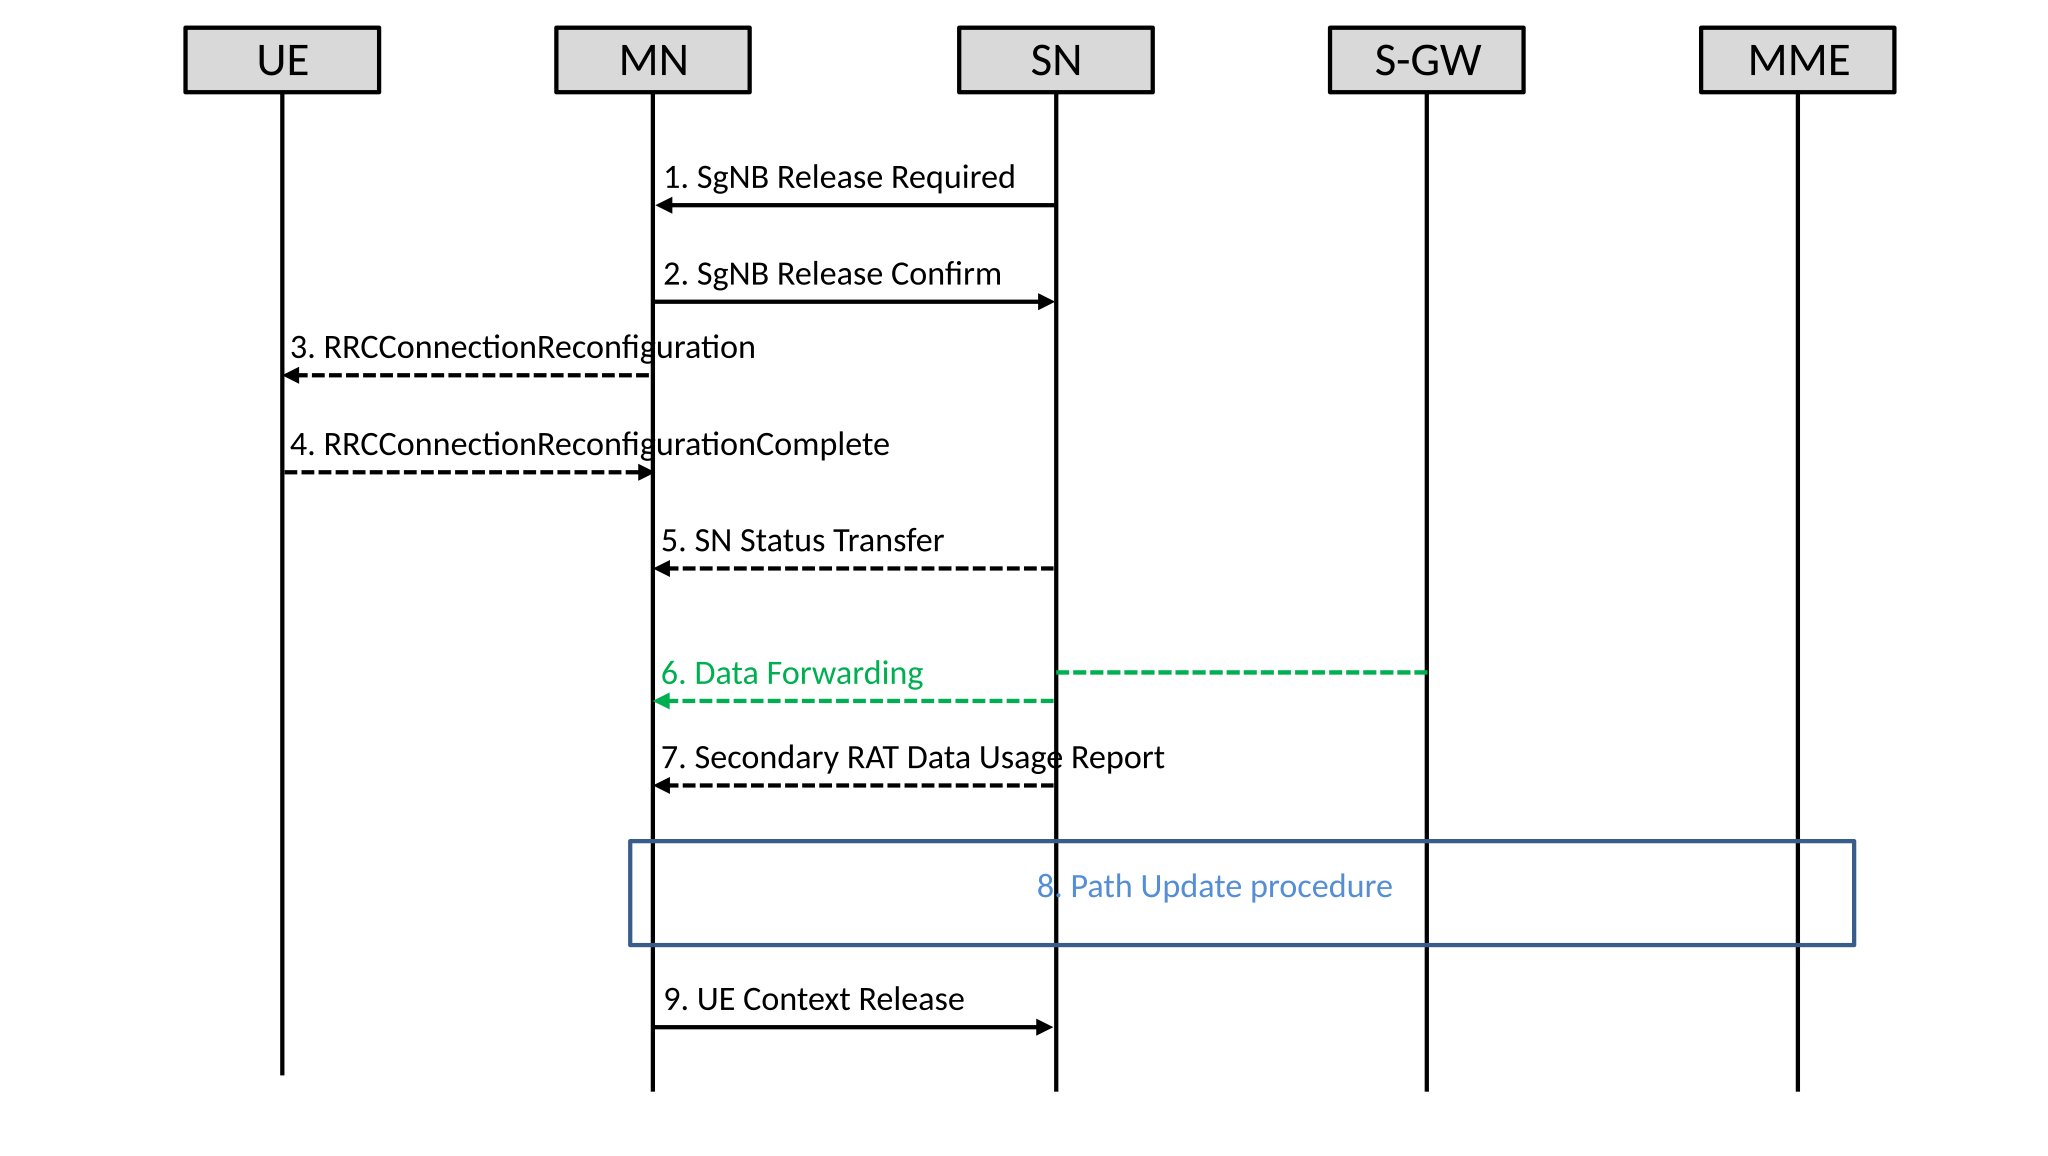 UE
MN
SN
S-GW
MME
1. SgNB Release Required
2. SgNB Release Confirm
3. RRCConnectionReconfiguration
4. RRCConnectionReconfigurationComplete
5. SN Status Transfer
6. Data Forwarding
7. Secondary RAT Data Usage Report
8. Path Update procedure
9. UE Context Release